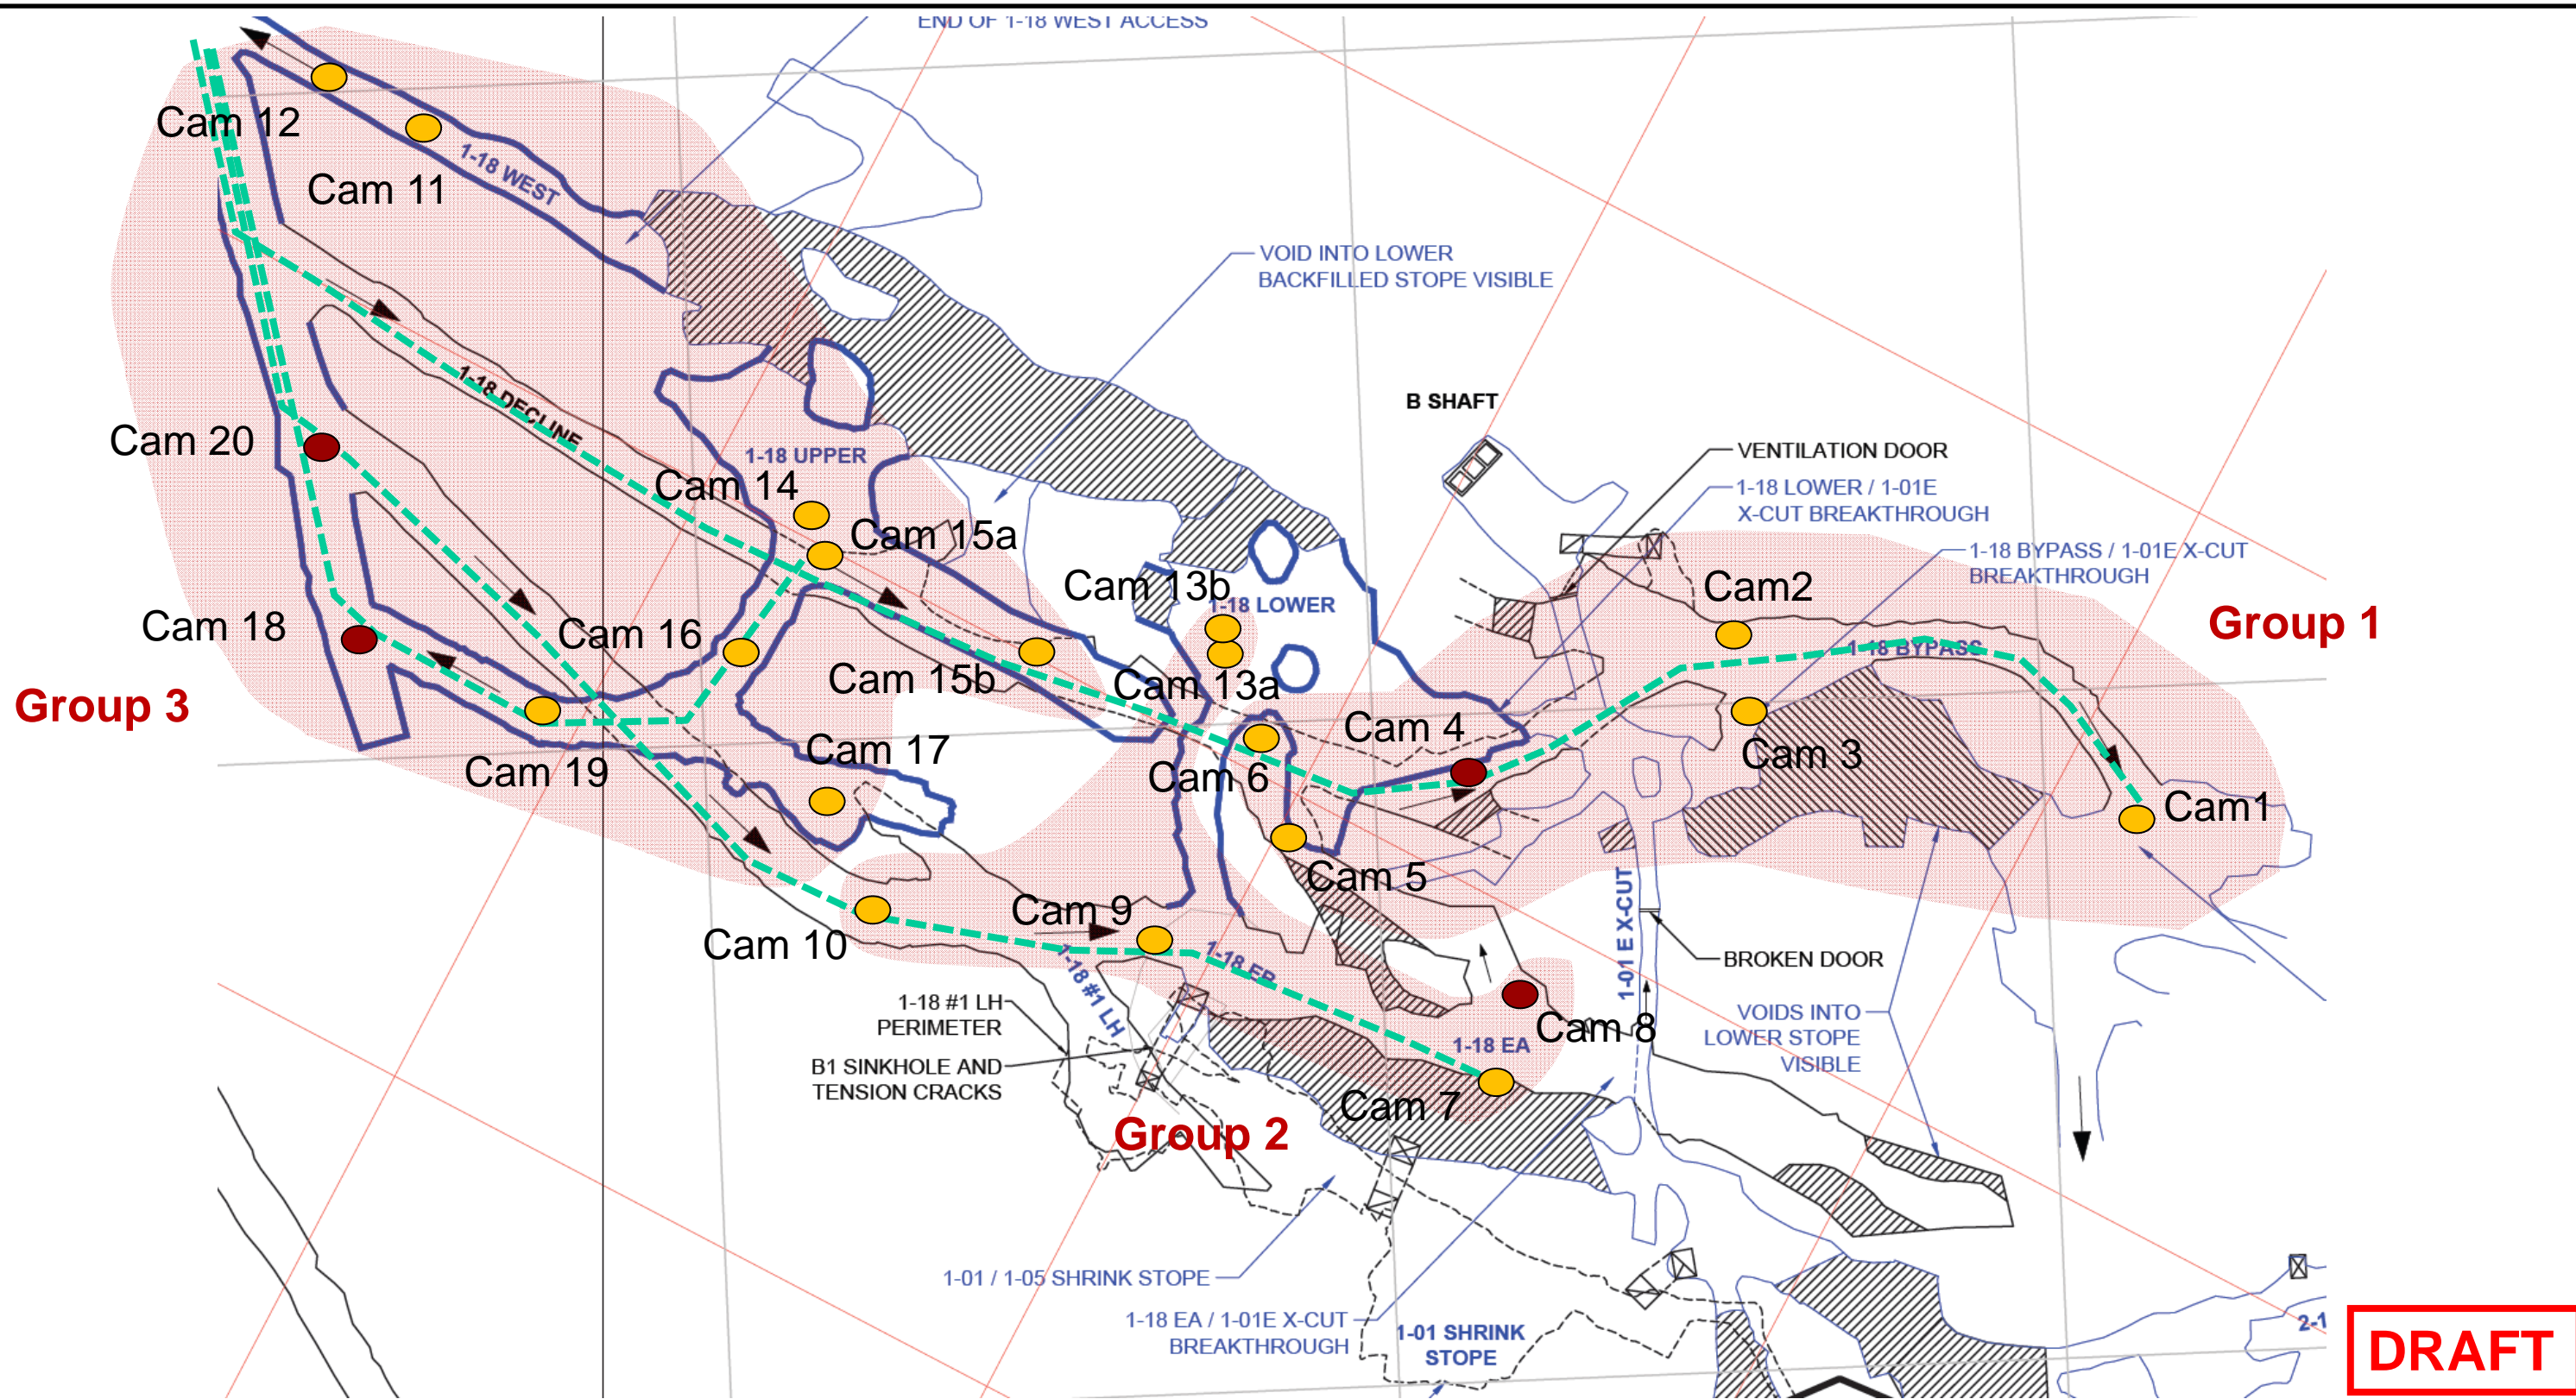 END OF 1-18 WEST ACCESS
Cam 12
Cam 11
1-18 WEST
VOID INTO LOWER
BACKFILLED STOPE VISIBLE
1-18 DECLINE
B SHAFT
Cam 20
1-18 UPPER
VENTILATION DOOR
Cam 14
1-18 LOWER / 1-01E
X-CUT BREAKTHROUGH
Cam 15a
1-18 BYPASS / 1-01E X-CUT
BREAKTHROUGH
Cam 13b
1-18 LOWER
Cam2
Group 1
Cam 18
Cam 16
1-18 BYPASS
Cam 15b
Cam 13a
Group 3
Cam 4
Cam 17
Cam 3
Cam 19
Cam 6
Cam1
Cam 5
1-01 E X-CUT
Cam 9
Cam 10
1-18 EP
BROKEN DOOR
1-18 #1 LH
1-18 #1 LH
PERIMETER
Cam 8
1-18 EA
VOIDS INTO
LOWER STOPE
VISIBLE
B1 SINKHOLE AND
TENSION CRACKS
Cam 7
Group 2
1-01 / 1-05 SHRINK STOPE
1-18 EA / 1-01E X-CUT
BREAKTHROUGH
1-01 SHRINK
STOPE
2-1
DRAFT